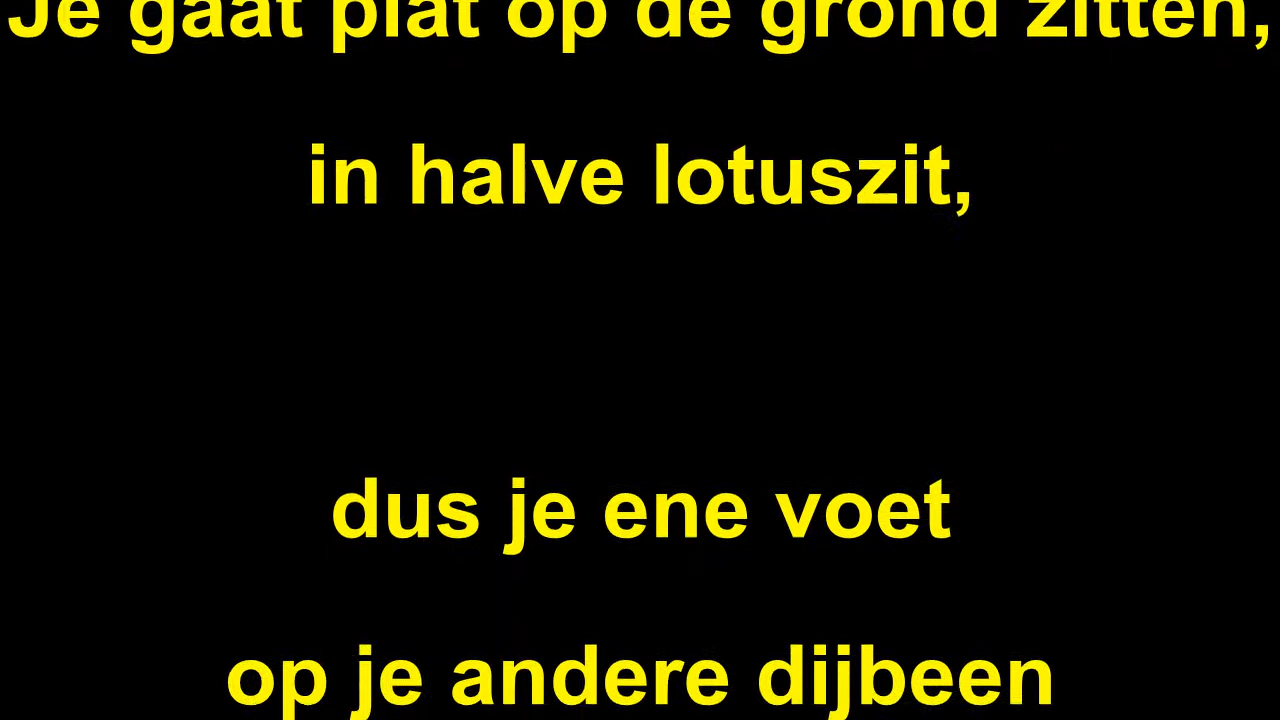 Je gaat plat op de grond zitten,
in halve lotuszit,
dus je ene voet
op je andere dijbeen